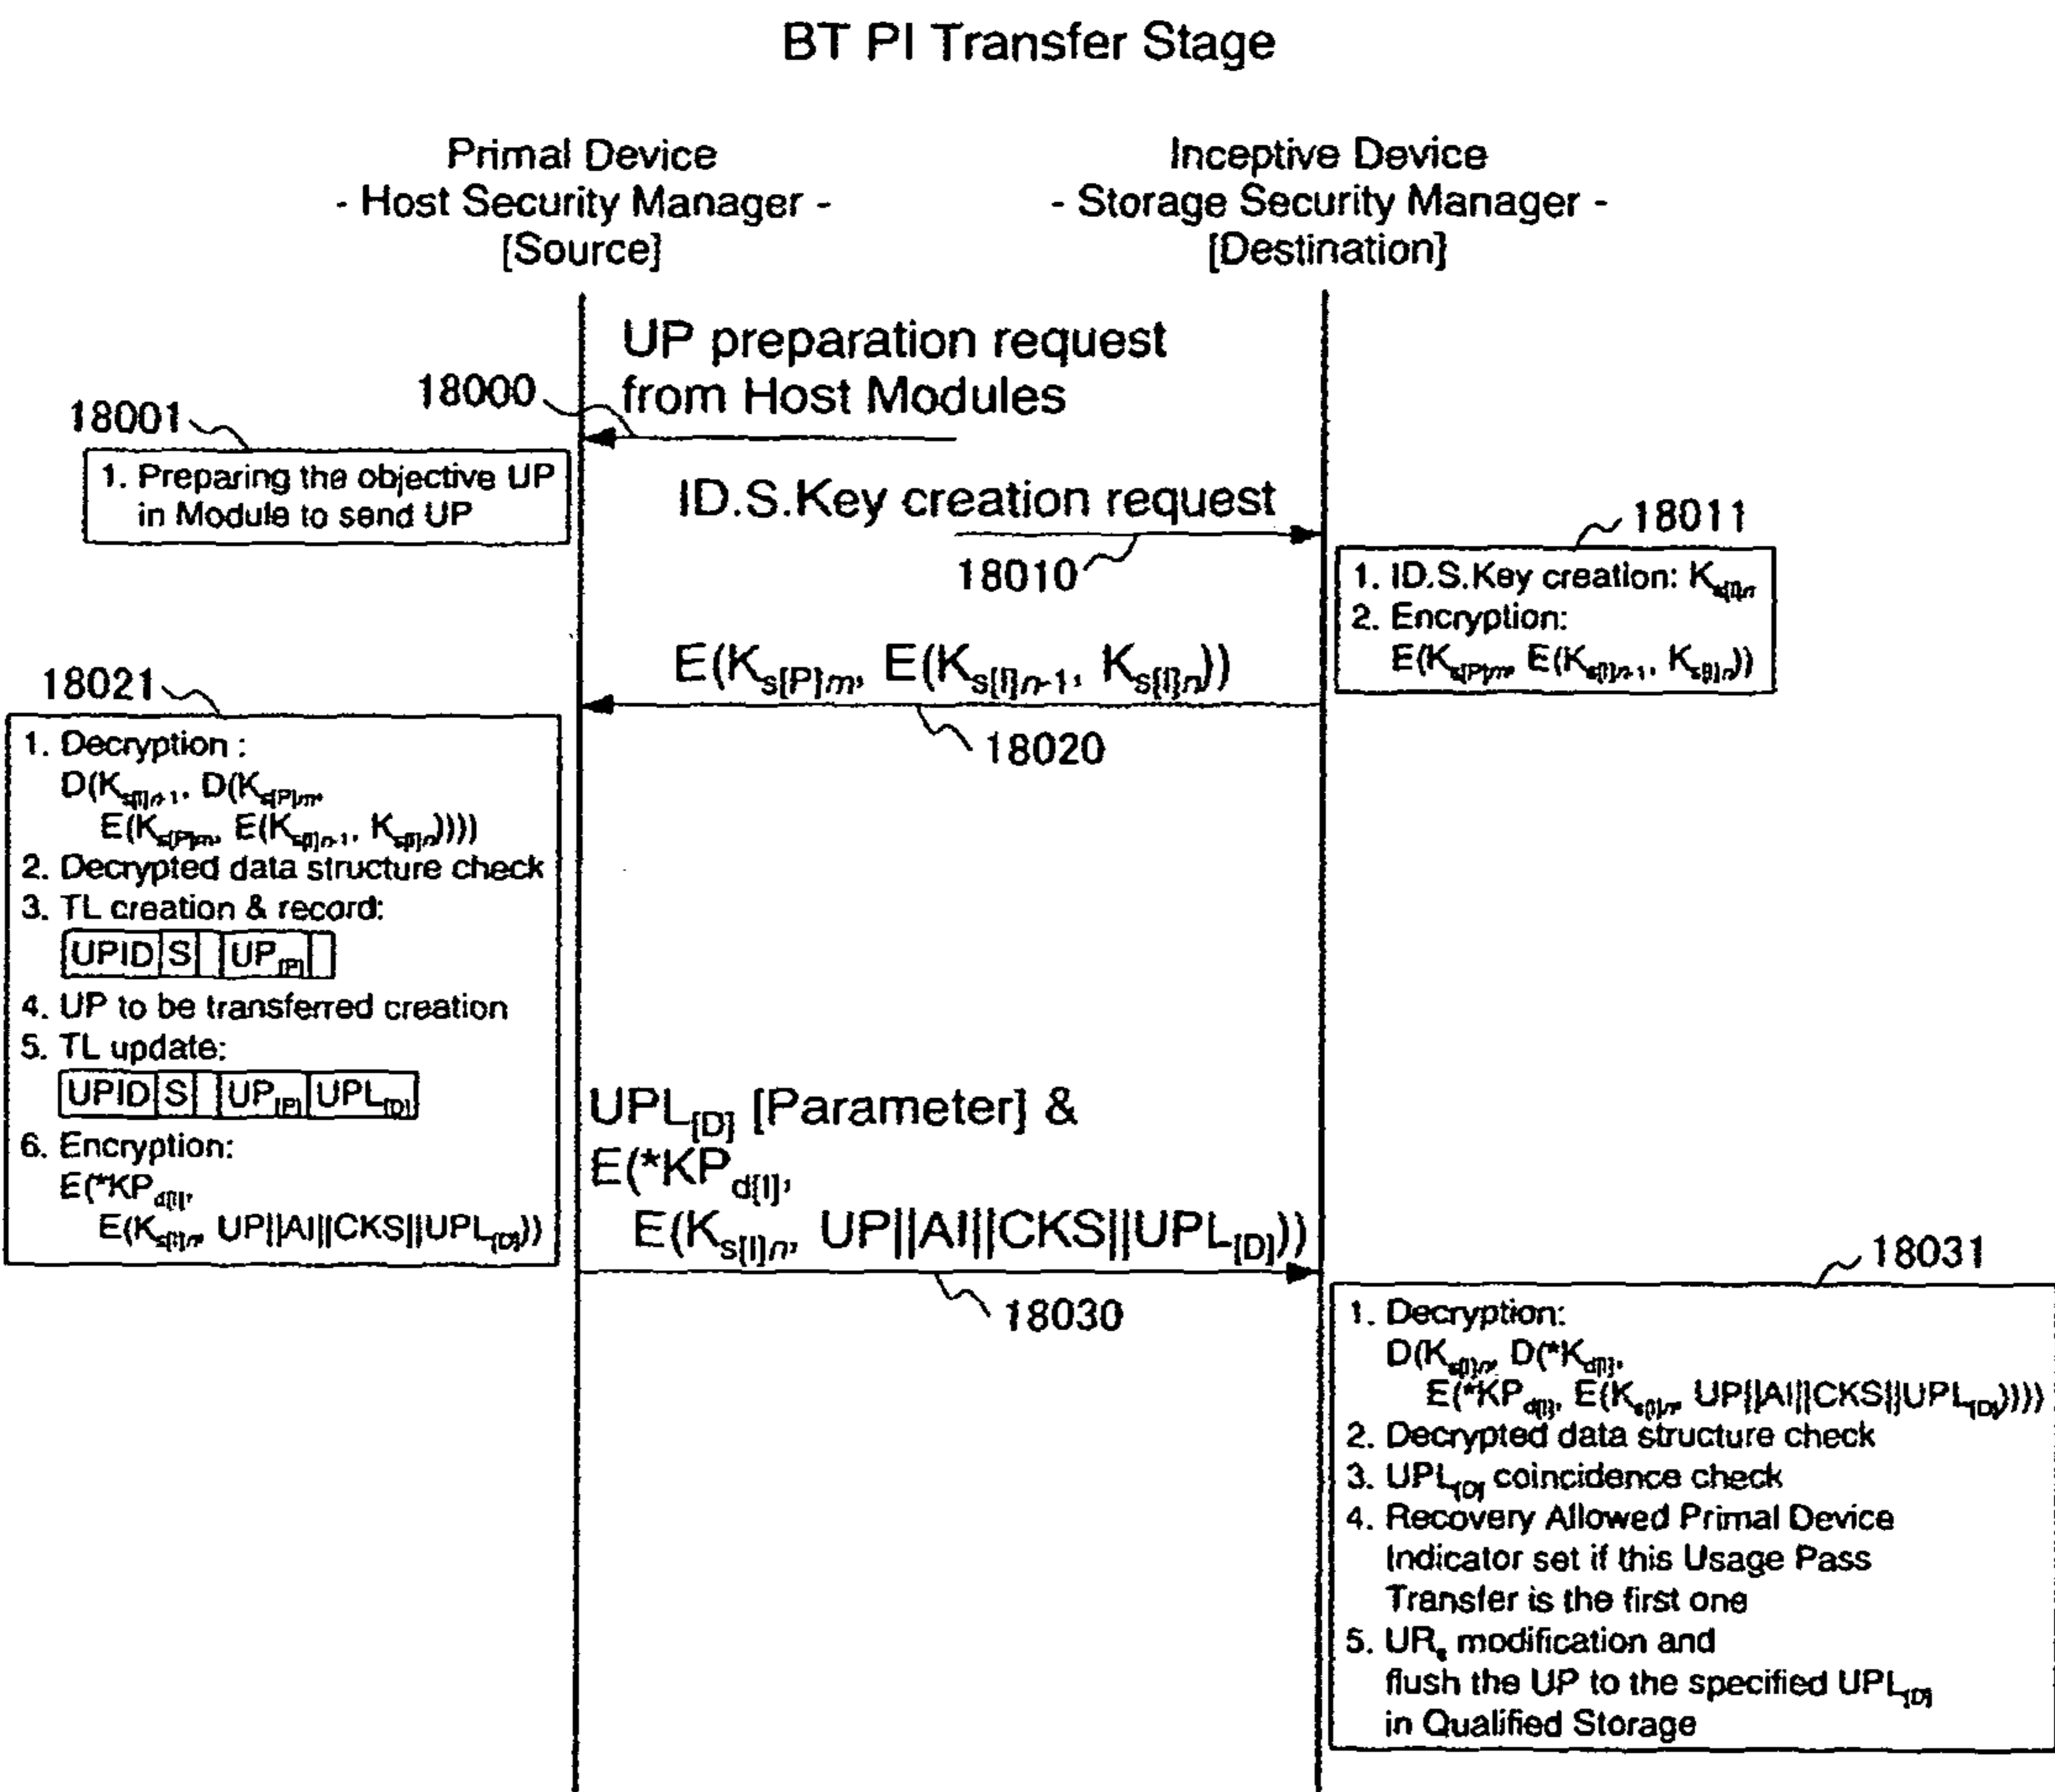 BT PI Transfer Stage
Primal Device
- Host Security Manager -
[Source]
Inceptive Device
- Storage Security Manager -
[Destination]
UP preparation request
from Host Modules
18000
18001
1. Preparing the objective UP
in Module to send UP
ID.S.Key creation request
18010
18011
1. ID.S.Key creation: Ks[I]n
2. Encryption:
E(Ks[P]m, E(Ks[I]n-1, Ks[I]n))
E(Ks[P]m, E(Ks[I]n-1, Ks[I]n))
18020
18021
1. Decryption :
D(Ks[I]n-1, D(Ks[P]m,
E(Ks[P]m, E(Ks[I]n-1, Ks[I]n))))
2. Decrypted data structure check
3. TL creation & record:
UPID S UP[P]
4. UP to be transferred creation
5. TL update:
UPID S UP[P] UPL[D]
6. Encryption:
E(*KPd[I],
E(Ks[I]n, UP||AI||CKS||UPL[D]))
UPL[D] [Parameter] &
E(*KPd[I],
E(Ks[I]n, UP||AI||CKS||UPL[D]))
18030
18031
1. Decryption:
D(Ks[I]n, D(*Kd[I],
E(*KPd[I], E(Ks[I]n, UP||AI||CKS||UPL[D]))))
2. Decrypted data structure check
3. UPL[D] coincidence check
4. Recovery Allowed Primal Device
Indicator set if this Usage Pass
Transfer is the first one
5. URs modification and
flush the UP to the specified UPL[D]
in Qualified Storage